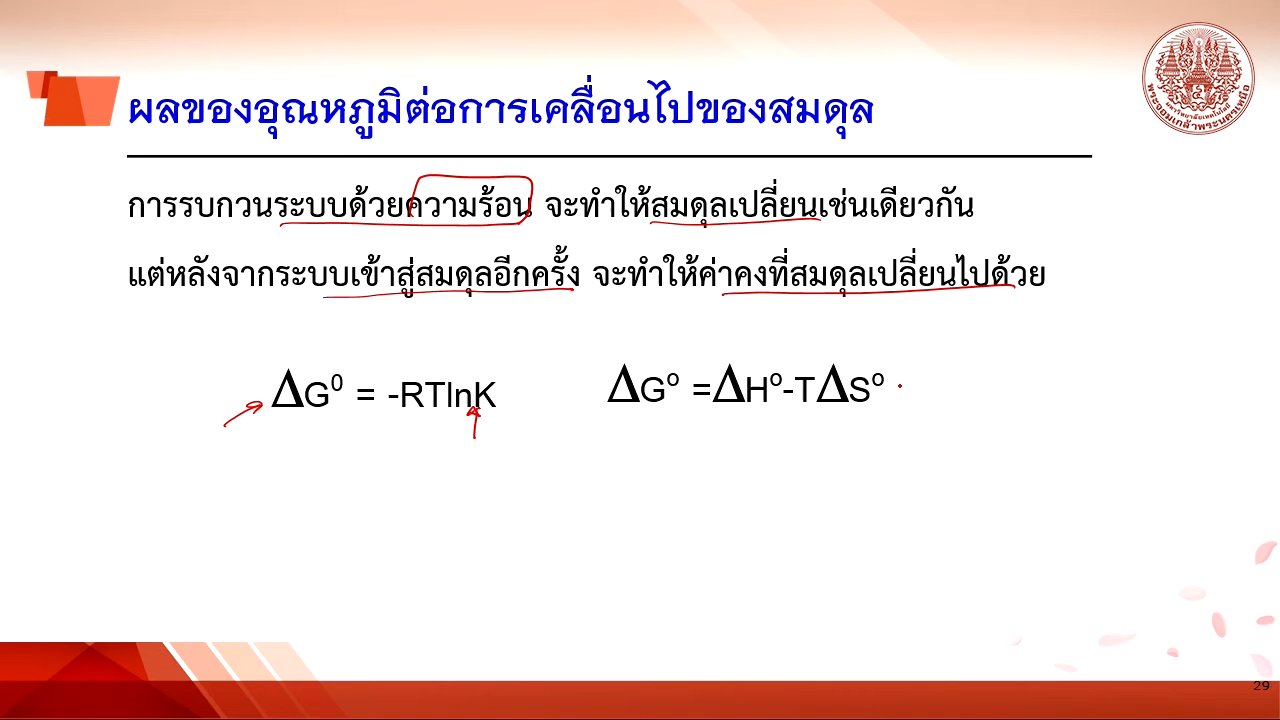 ผลของอุณหภูมิต่อการเคลื่อนไปของสมดุล
การรบกวนระบบด้วยความร้อน จะทำให้สมดุลเปลี่ยนเช่นเดียวกัน
แต่หลังจากระบบเข้าสู่สมดุลอีกครั้ง จะทำให้ค่าคงที่สมดุลเปลี่ยนไปด้วย
ΔG⁰ = -RTlnK
ΔGº =ΔHº-TΔSº
29